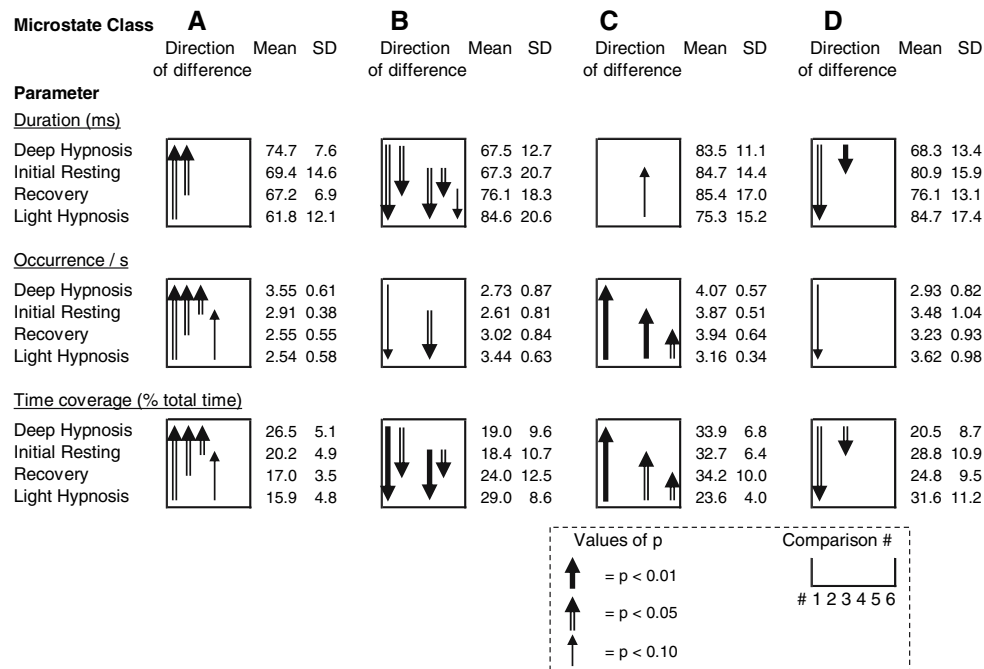 Microstate Class A B C D
Direction Mean SD Direction Mean SD Direction Mean SD Direction Mean SD
of difference of difference of difference of difference
Parameter
Duration (ms)
Deep Hypnosis 74.7 7.6 67.5 12.7 83.5 11.1 68.3 13.4
Initial Resting 69.4 14.6 67.3 20.7 84.7 14.4 80.9 15.9
Recovery 67.2 6.9 76.1 18.3 85.4 17.0 76.1 13.1
Light Hypnosis 61.8 12.1 84.6 20.6 75.3 15.2 84.7 17.4
Occurrence / s
Deep Hypnosis 3.55 0.61 2.73 0.87 4.07 0.57 2.93 0.82
Initial Resting 2.91 0.38 2.61 0.81 3.87 0.51 3.48 1.04
Recovery 2.55 0.55 3.02 0.84 3.94 0.64 3.23 0.93
Light Hypnosis 2.54 0.58 3.44 0.63 3.16 0.34 3.62 0.98
Time coverage (% total time)
Deep Hypnosis 26.5 5.1 19.0 9.6 33.9 6.8 20.5 8.7
Initial Resting 20.2 4.9 18.4 10.7 32.7 6.4 28.8 10.9
Recovery 17.0 3.5 24.0 12.5 34.2 10.0 24.8 9.5
Light Hypnosis 15.9 4.8 29.0 8.6 23.6 4.0 31.6 11.2
Values of p Comparison #
= p < 0.01
# 1 2 3 4 5 6
= p < 0.05
= p < 0.10